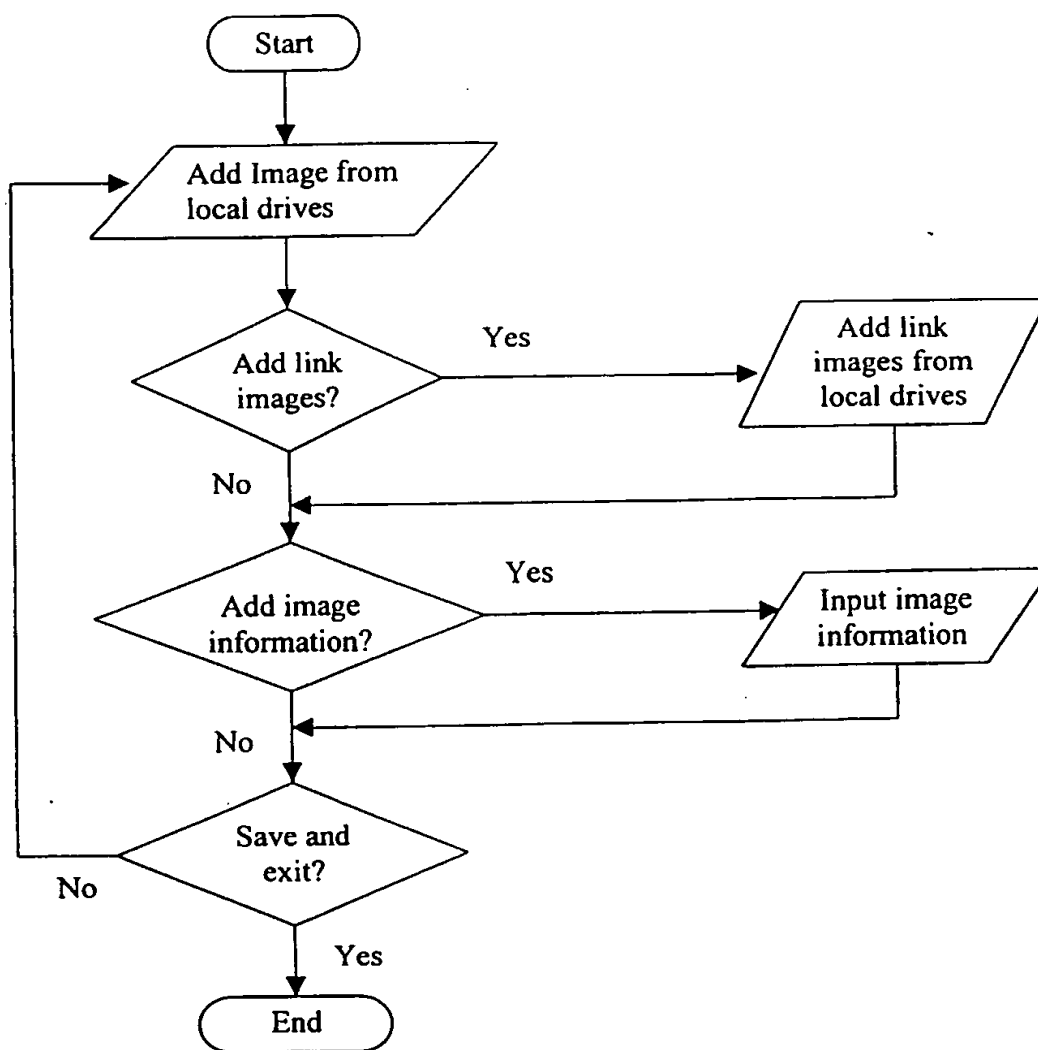 Start
Add Image from
local drives
Add link
images?
Yes
Add link
images from
local drives
No
Add image
information?
Yes
Input image
information
No
Save and
exit?
No
Yes
End